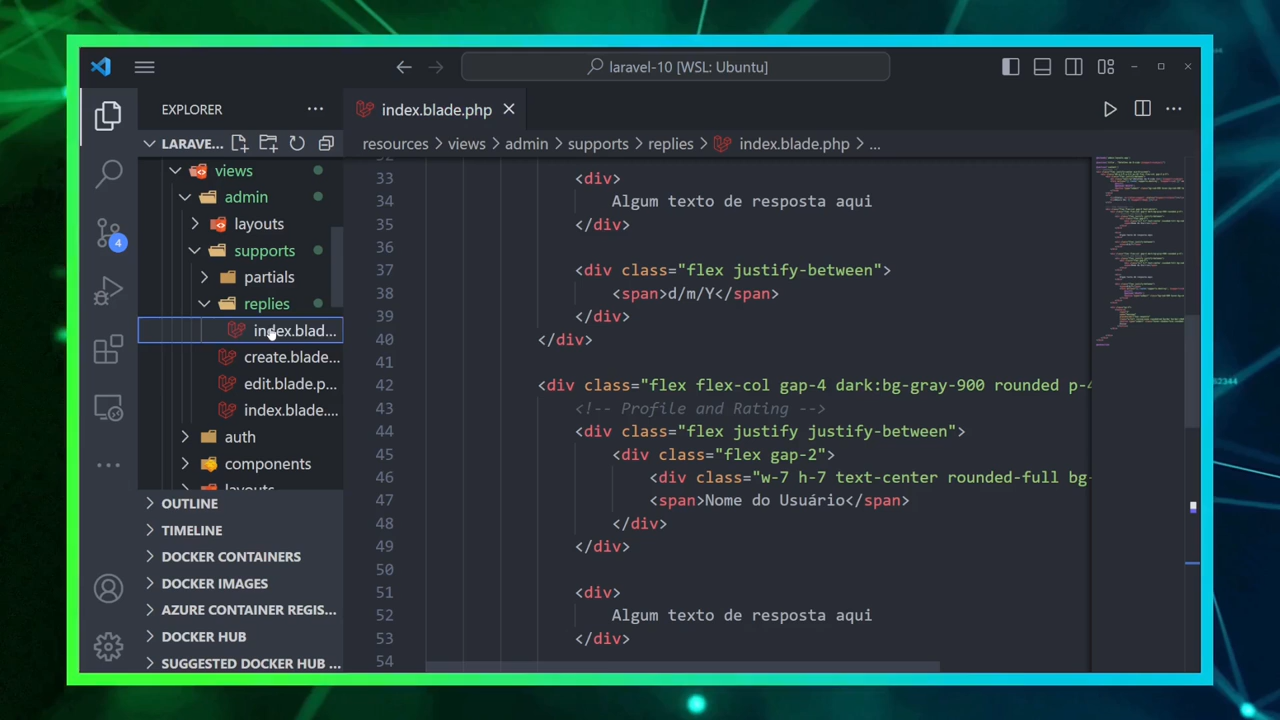 laravel-10 [WSL: Ubuntu]
EXPLORER
LARAVE...
views
admin
layouts
supports
partials
replies
index.blad...
create.blade...
edit.blade.p...
index.blade....
auth
components
layouts
OUTLINE
TIMELINE
DOCKER CONTAINERS
DOCKER IMAGES
AZURE CONTAINER REGIS...
DOCKER HUB
SUGGESTED DOCKER HUB ...
4
index.blade.php
resources > views > admin > supports > replies > index.blade.php > ...
33 <div>
34 Algum texto de resposta aqui
35 </div>
36
37 <div class="flex justify-between">
38 <span>d/m/Y</span>
39 </div>
40 </div>
41
42 <div class="flex flex-col gap-4 dark:bg-gray-900 rounded p-4
43 <!-- Profile and Rating -->
44 <div class="flex justify justify-between">
45 <div class="flex gap-2">
46 <div class="w-7 h-7 text-center rounded-full bg-
47 <span>Nome do Usuário</span>
48 </div>
49 </div>
50
51 <div>
52 Algum texto de resposta aqui
53 </div>
54